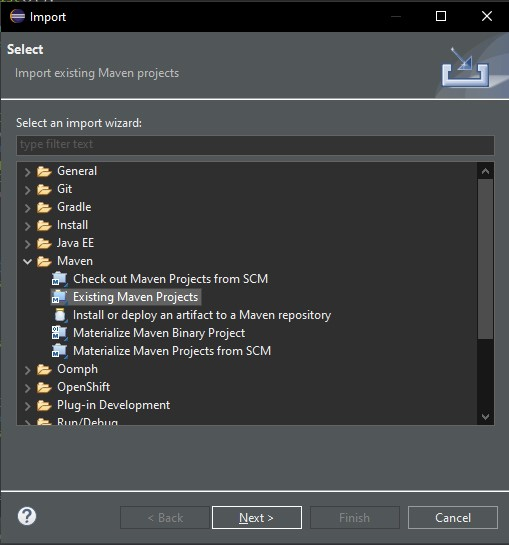 Import
Select
Import existing Maven projects
Select an import wizard:
type filter text
General
Git
Gradle
Install
Java EE
Maven
Check out Maven Projects from SCM
Existing Maven Projects
Install or deploy an artifact to a Maven repository
Materialize Maven Binary Project
Materialize Maven Projects from SCM
Oomph
OpenShift
Plug-in Development
Run/Debug
< Back
Next >
Finish
Cancel